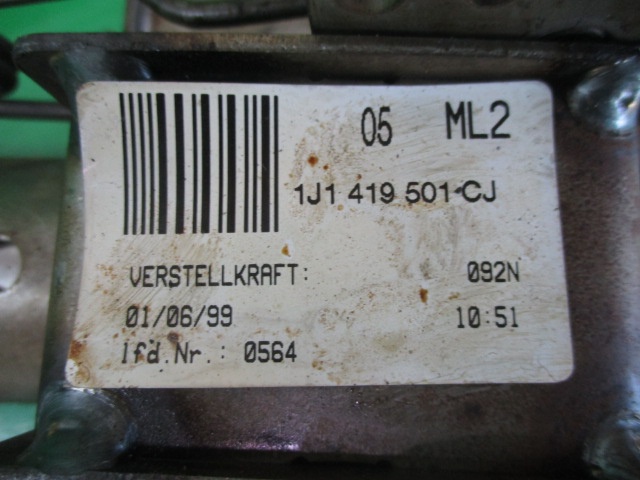 05 ML2
1J1 419 501 CJ
VERSTELLKRAFT: 092N
01/06/99 10:51
lfd.Nr.: 0564